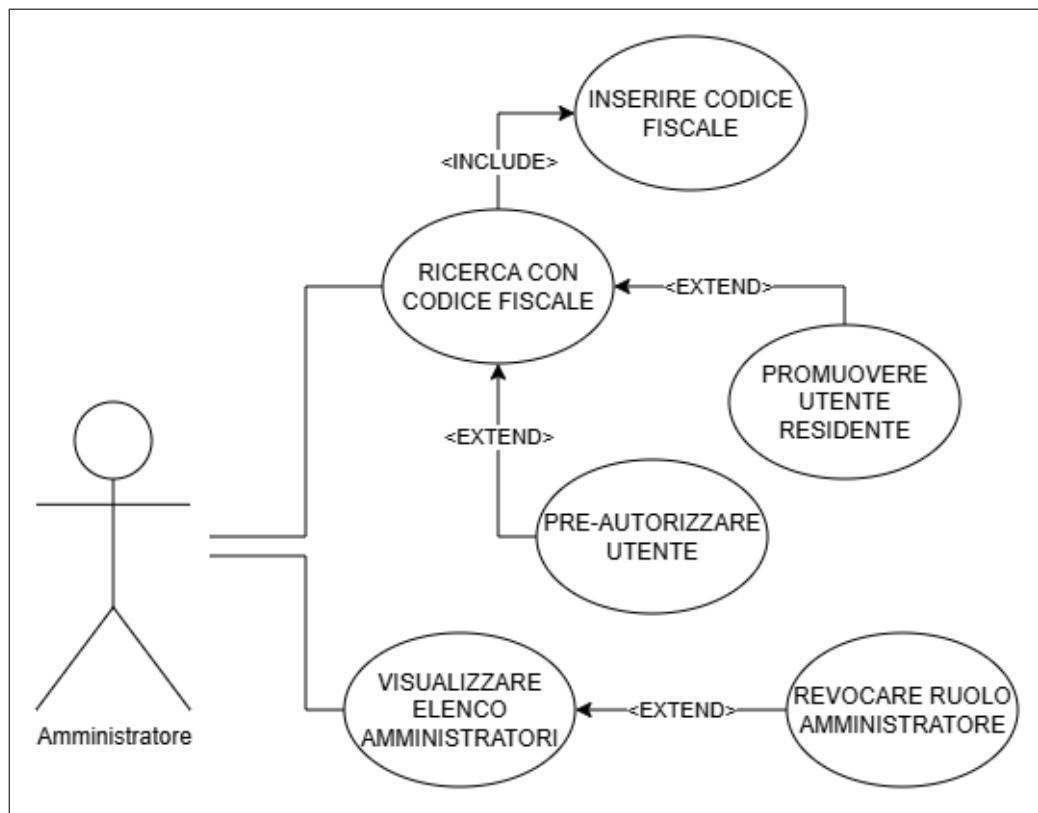 INSERIRE CODICE
FISCALE
<INCLUDE>
RICERCA CON
CODICE FISCALE
<EXTEND>
PROMUOVERE
UTENTE
RESIDENTE
<EXTEND>
PRE-AUTORIZZARE
UTENTE
Amministratore
VISUALIZZARE
ELENCO
AMMINISTRATORI
<EXTEND>
REVOCARE RUOLO
AMMINISTRATORE